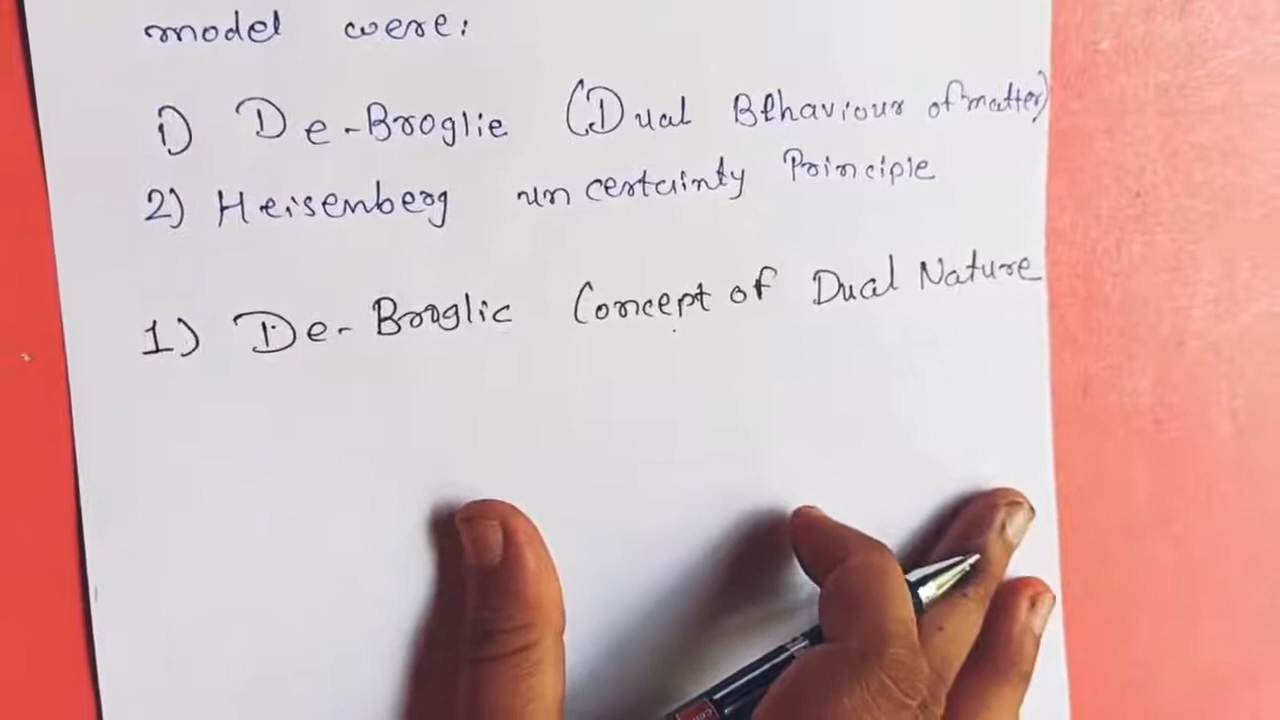 model were:
1) De-Broglie (Dual Behaviour of matter)
2) Heisenberg uncertainty Principle
1) De-Broglie Concept of Dual Nature